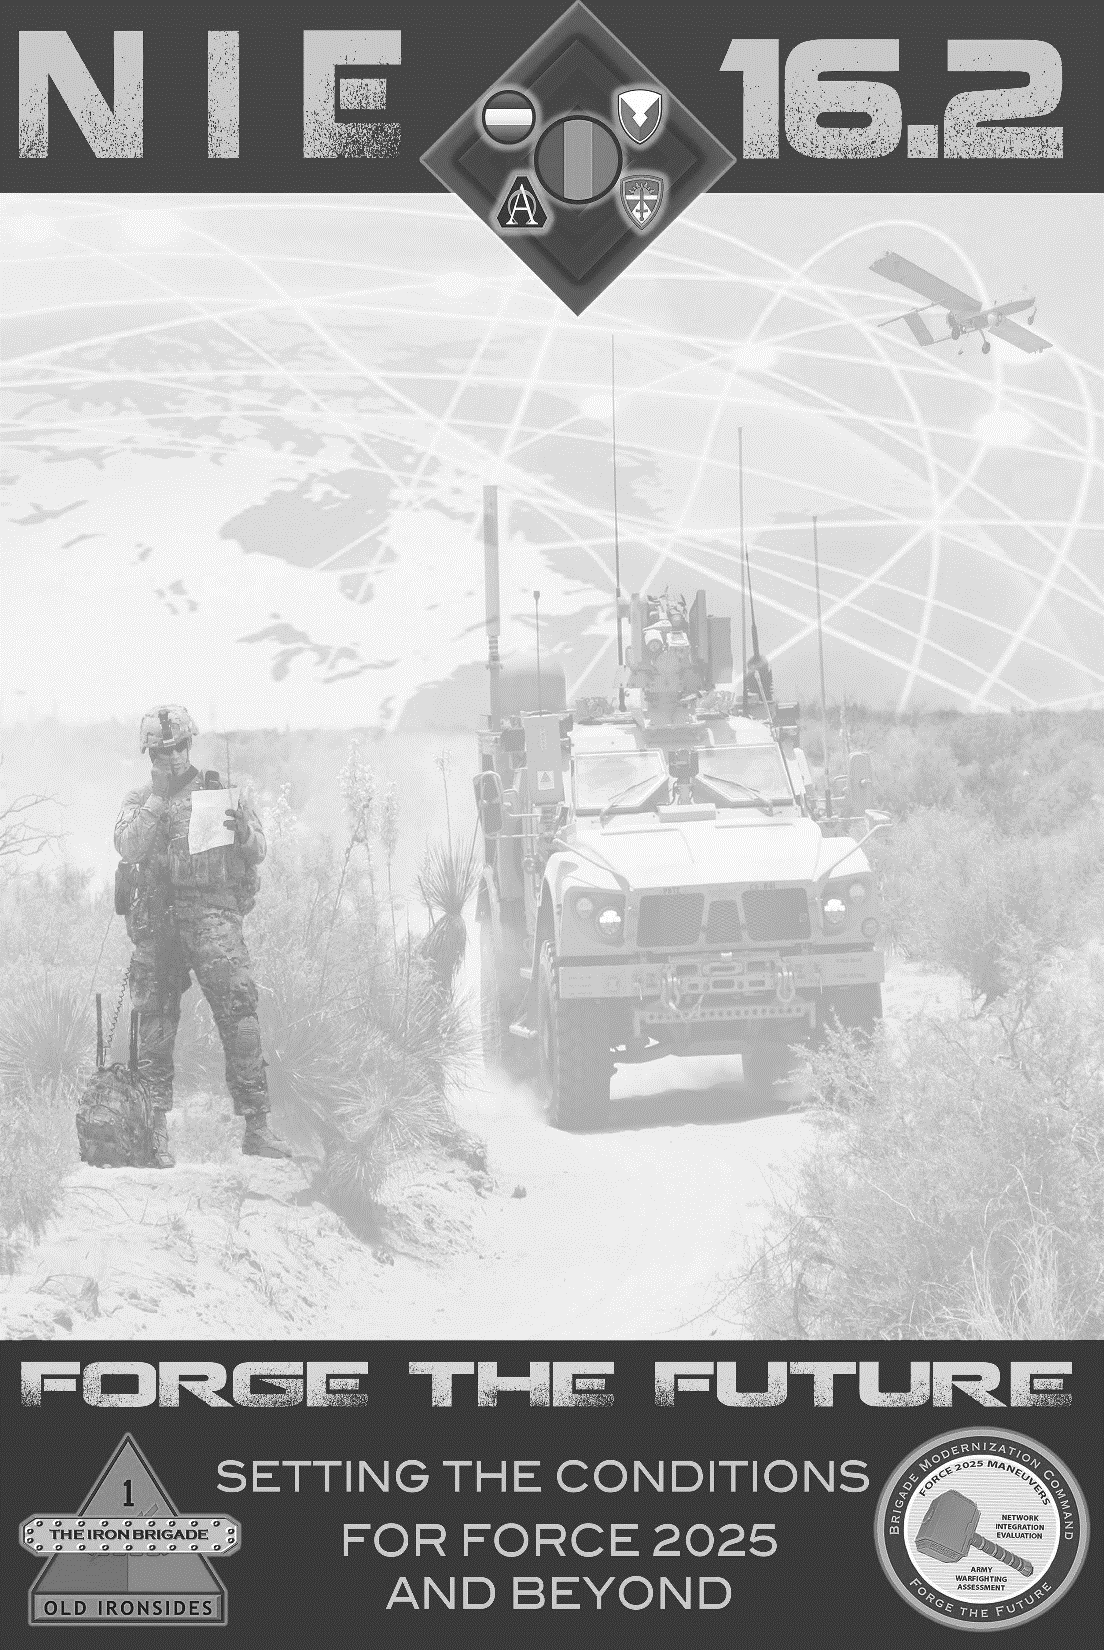 NIE 16.2
A
FORGE THE FUTURE
SETTING THE CONDITIONS
FOR FORCE 2025
AND BEYOND
1
THE IRON BRIGADE
OLD IRONSIDES
BRIGADE MODERNIZATION COMMAND
FORCE 2025 MANEUVERS
NETWORK
INTEGRATION
EVALUATION
ARMY
WARFIGHTING
ASSESSMENT
FORGE THE FUTURE